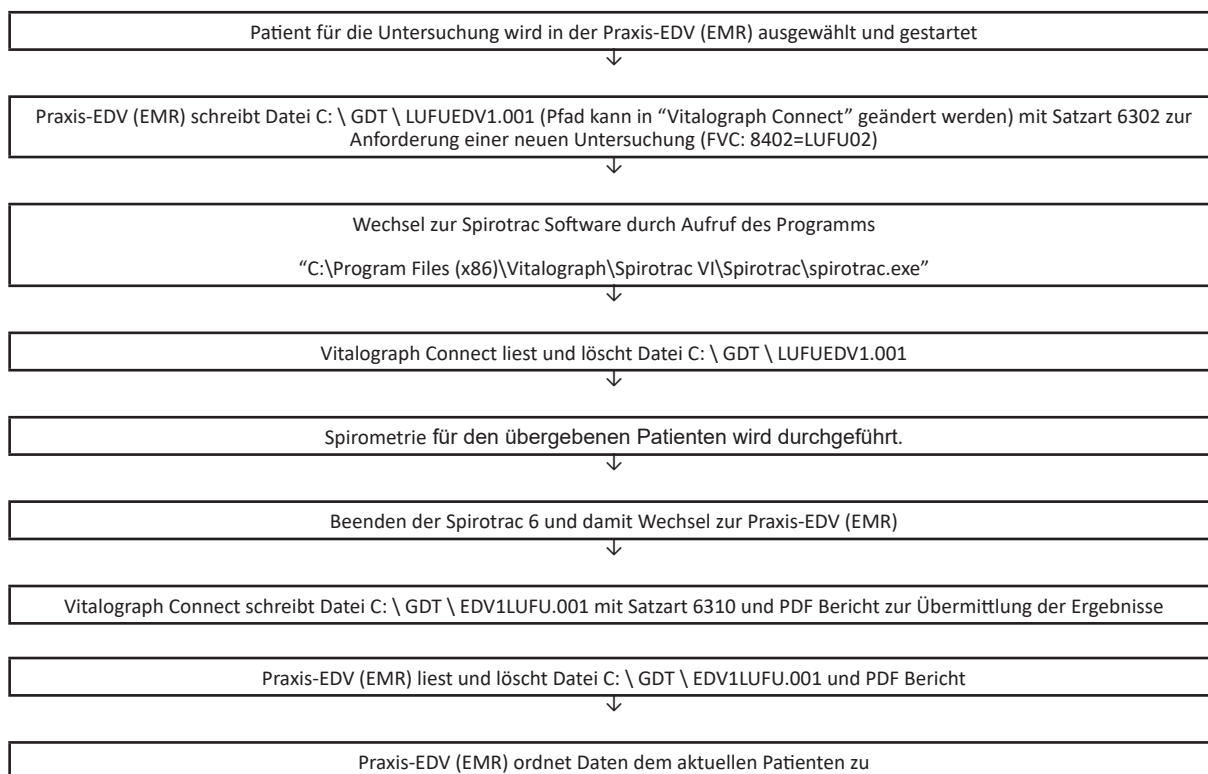 Patient für die Untersuchung wird in der Praxis-EDV (EMR) ausgewählt und gestartet
↓
Praxis-EDV (EMR) schreibt Datei C: \ GDT \ LUFUEDV1.001 (Pfad kann in “Vitalograph Connect” geändert werden) mit Satzart 6302 zur
Anforderung einer neuen Untersuchung (FVC: 8402=LUFU02)
↓
Wechsel zur Spirotrac Software durch Aufruf des Programms
“C:\Program Files (x86)\Vitalograph\Spirotrac VI\Spirotrac\spirotrac.exe”
↓
Vitalograph Connect liest und löscht Datei C: \ GDT \ LUFUEDV1.001
↓
Spirometrie für den übergebenen Patienten wird durchgeführt.
↓
Beenden der Spirotrac 6 und damit Wechsel zur Praxis-EDV (EMR)
↓
Vitalograph Connect schreibt Datei C: \ GDT \ EDV1LUFU.001 mit Satzart 6310 und PDF Bericht zur Übermittlung der Ergebnisse
Praxis-EDV (EMR) liest und löscht Datei C: \ GDT \ EDV1LUFU.001 und PDF Bericht
↓
Praxis-EDV (EMR) ordnet Daten dem aktuellen Patienten zu